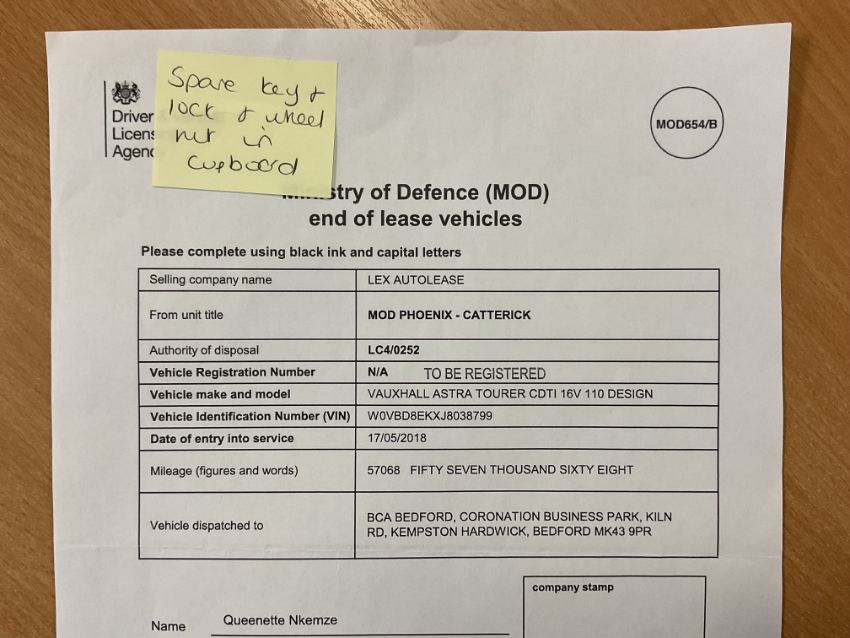 Spare key &
lock & wheel
nut in
cupboard
Driver
Licens
Agenc
MOD654/B
Ministry of Defence (MOD)
end of lease vehicles
Please complete using black ink and capital letters
Selling company name LEX AUTOLEASE
From unit title MOD PHOENIX - CATTERICK
Authority of disposal LC4/0252
Vehicle Registration Number N/A TO BE REGISTERED
Vehicle make and model VAUXHALL ASTRA TOURER CDTI 16V 110 DESIGN
Vehicle Identification Number (VIN) W0VBD8EKXJ8038799
Date of entry into service 17/05/2018
Mileage (figures and words) 57068 FIFTY SEVEN THOUSAND SIXTY EIGHT
Vehicle dispatched to BCA BEDFORD, CORONATION BUSINESS PARK, KILN
RD, KEMPSTON HARDWICK, BEDFORD MK43 9PR
company stamp
Name Queenette Nkemze